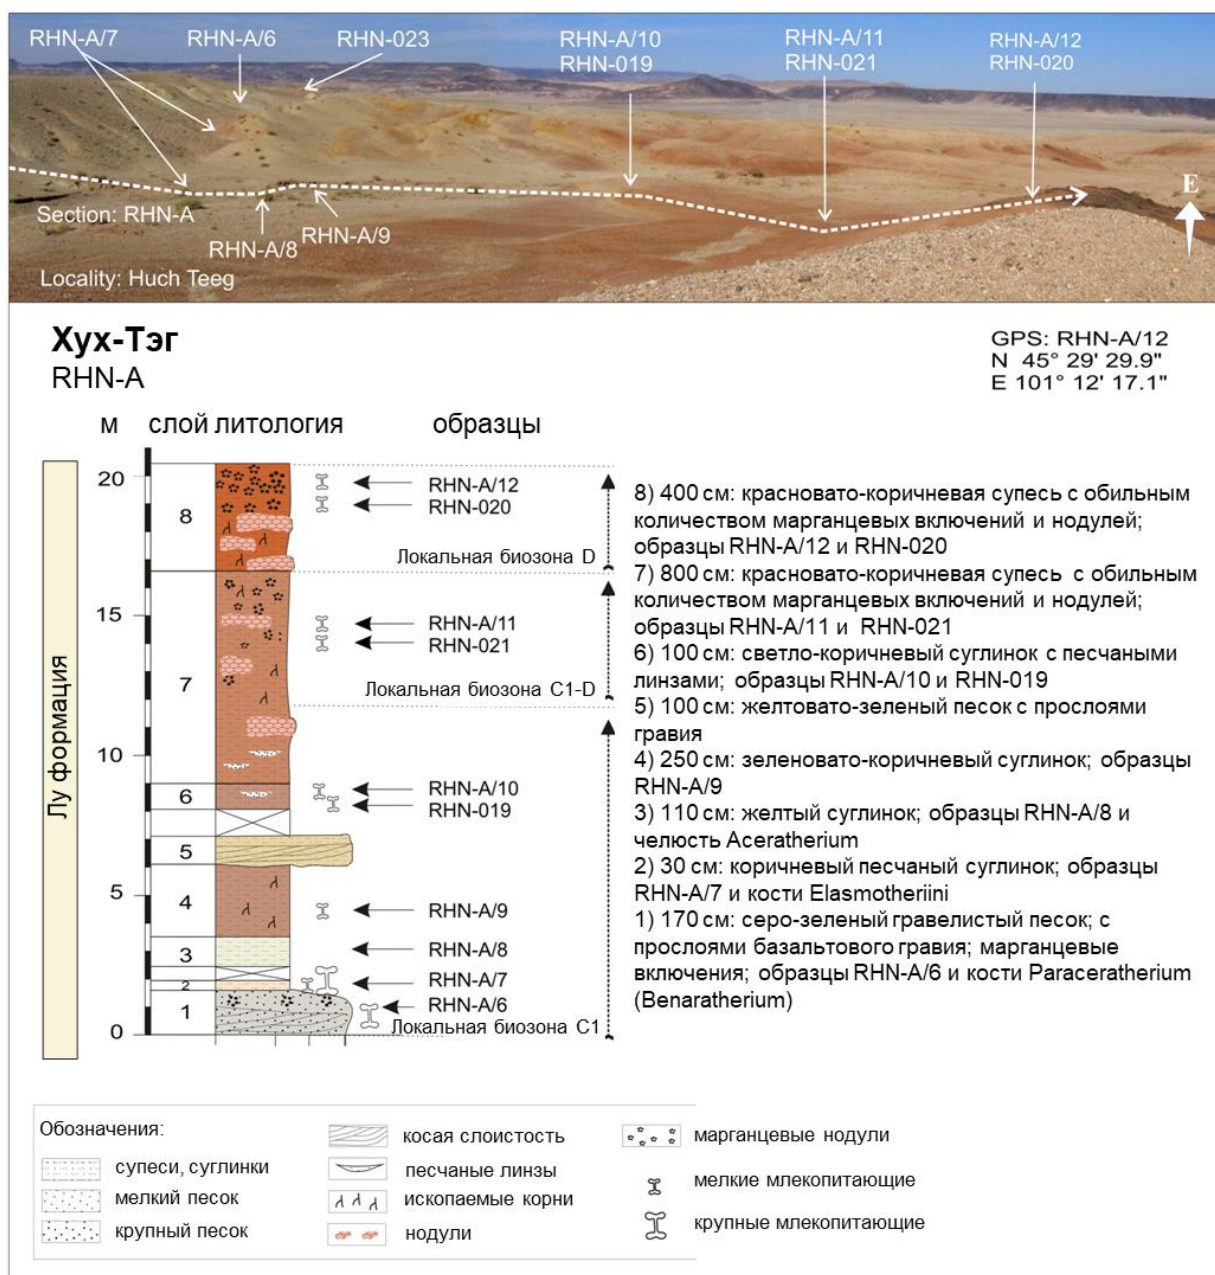 RHN-A/7
RHN-A/6
RHN-023
RHN-A/10
RHN-019
RHN-A/11
RHN-021
RHN-A/12
RHN-020
E
Section: RHN-A
RHN-A/8
RHN-A/9
Locality: Huch Teeg
Хух-Тэг
RHN-A
GPS: RHN-A/12
N 45° 29' 29.9"
E 101° 12' 17.1"
м слой литология образцы
Лу формация
20
15
10
5
0
8
7
6
5
4
3
2
1
RHN-A/12
RHN-020
Локальная биозона D
RHN-A/11
RHN-021
Локальная биозона C1-D
RHN-A/10
RHN-019
RHN-A/9
RHN-A/8
RHN-A/7
RHN-A/6
Локальная биозона C1
8) 400 см: красновато-коричневая супесь с обильным
количеством марганцевых включений и нодулей;
образцы RHN-A/12 и RHN-020
7) 800 см: красновато-коричневая супесь с обильным
количеством марганцевых включений и нодулей;
образцы RHN-A/11 и RHN-021
6) 100 см: светло-коричневый суглинок с песчаными
линзами; образцы RHN-A/10 и RHN-019
5) 100 см: желтовато-зеленый песок с прослоями
гравия
4) 250 см: зеленовато-коричневый суглинок; образцы
RHN-A/9
3) 110 см: желтый суглинок; образцы RHN-A/8 и
челюсть Aceratherium
2) 30 см: коричневый песчаный суглинок; образцы
RHN-A/7 и кости Elasmotheriini
1) 170 см: серо-зеленый гравелистый песок; с
прослоями базальтового гравия; марганцевые
включения; образцы RHN-A/6 и кости Paraceratherium
(Benaratherium)
Обозначения:
супеси, суглинки
мелкий песок
крупный песок
косая слоистость
песчаные линзы
ископаемые корни
нодули
марганцевые нодули
мелкие млекопитающие
крупные млекопитающие